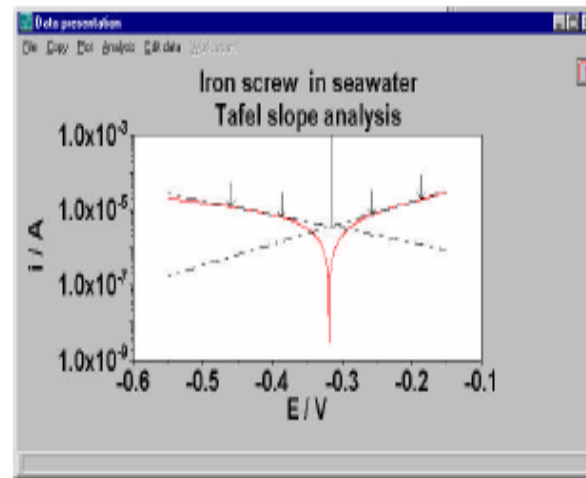 Data presentation
File Copy Plot Analysis Edit data
Iron screw in seawater
Tafel slope analysis
1.0x10⁻³
1.0x10⁻⁵
1.0x10⁻⁷
1.0x10⁻⁹
i / A
-0.6 -0.5 -0.4 -0.3 -0.2 -0.1
E / V